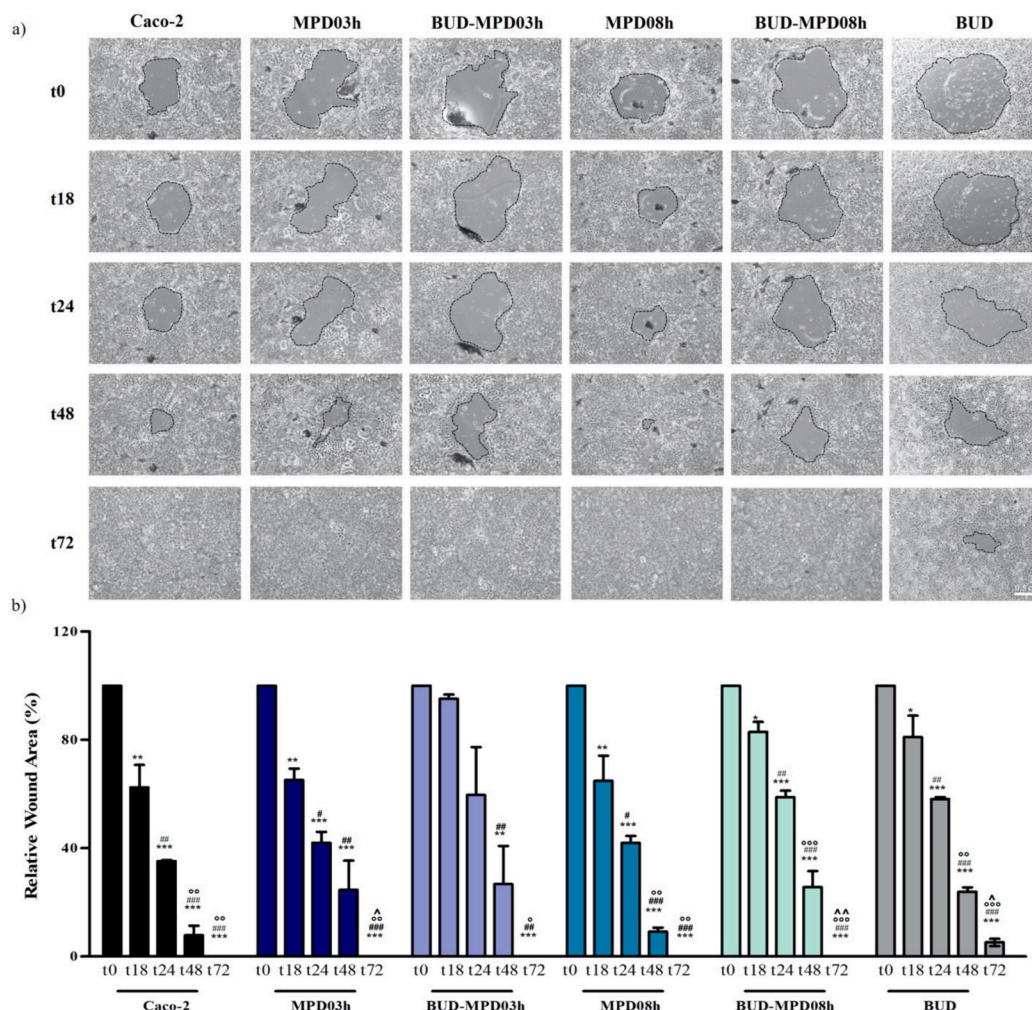 a)
Caco-2 MPD03h BUD-MPD03h MPD08h BUD-MPD08h BUD
t0
t18
t24
t48
t72
b)
Relative Wound Area (%)
120
80
40
0
** ## *** °° ### *** °° ### ***
** # *** ## *** ^ °° ### ***
## ** ° ## ***
** # *** °° ### *** °° ### ***
* ## *** °°° ### *** ^^ °°° ### ***
* ## *** °° ### *** ^ °°° ### ***
t0 t18 t24 t48 t72 t0 t18 t24 t48 t72 t0 t18 t24 t48 t72 t0 t18 t24 t48 t72 t0 t18 t24 t48 t72 t0 t18 t24 t48 t72
Caco-2 MPD03h BUD-MPD03h MPD08h BUD-MPD08h BUD